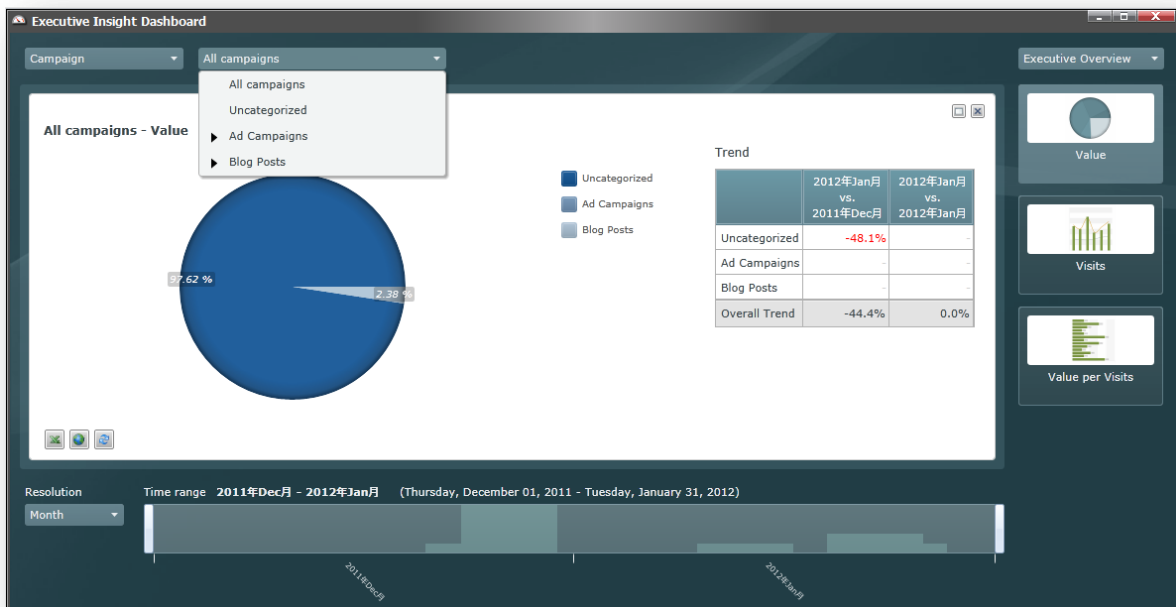 Executive Insight Dashboard
Campaign
All campaigns
Executive Overview
All campaigns
Uncategorized
Ad Campaigns
Blog Posts
All campaigns - Value
97.62 %
2.38 %
Uncategorized
Ad Campaigns
Blog Posts
Trend
2012年Jan月 vs. 2011年Dec月
2012年Jan月 vs. 2012年Jan月
Uncategorized -48.1% -
Ad Campaigns - -
Blog Posts - -
Overall Trend -44.4% 0.0%
Value
Visits
Value per Visits
Resolution
Month
Time range 2011年Dec月 - 2012年Jan月 (Thursday, December 01, 2011 - Tuesday, January 31, 2012)
2011年Dec月
2012年Jan月